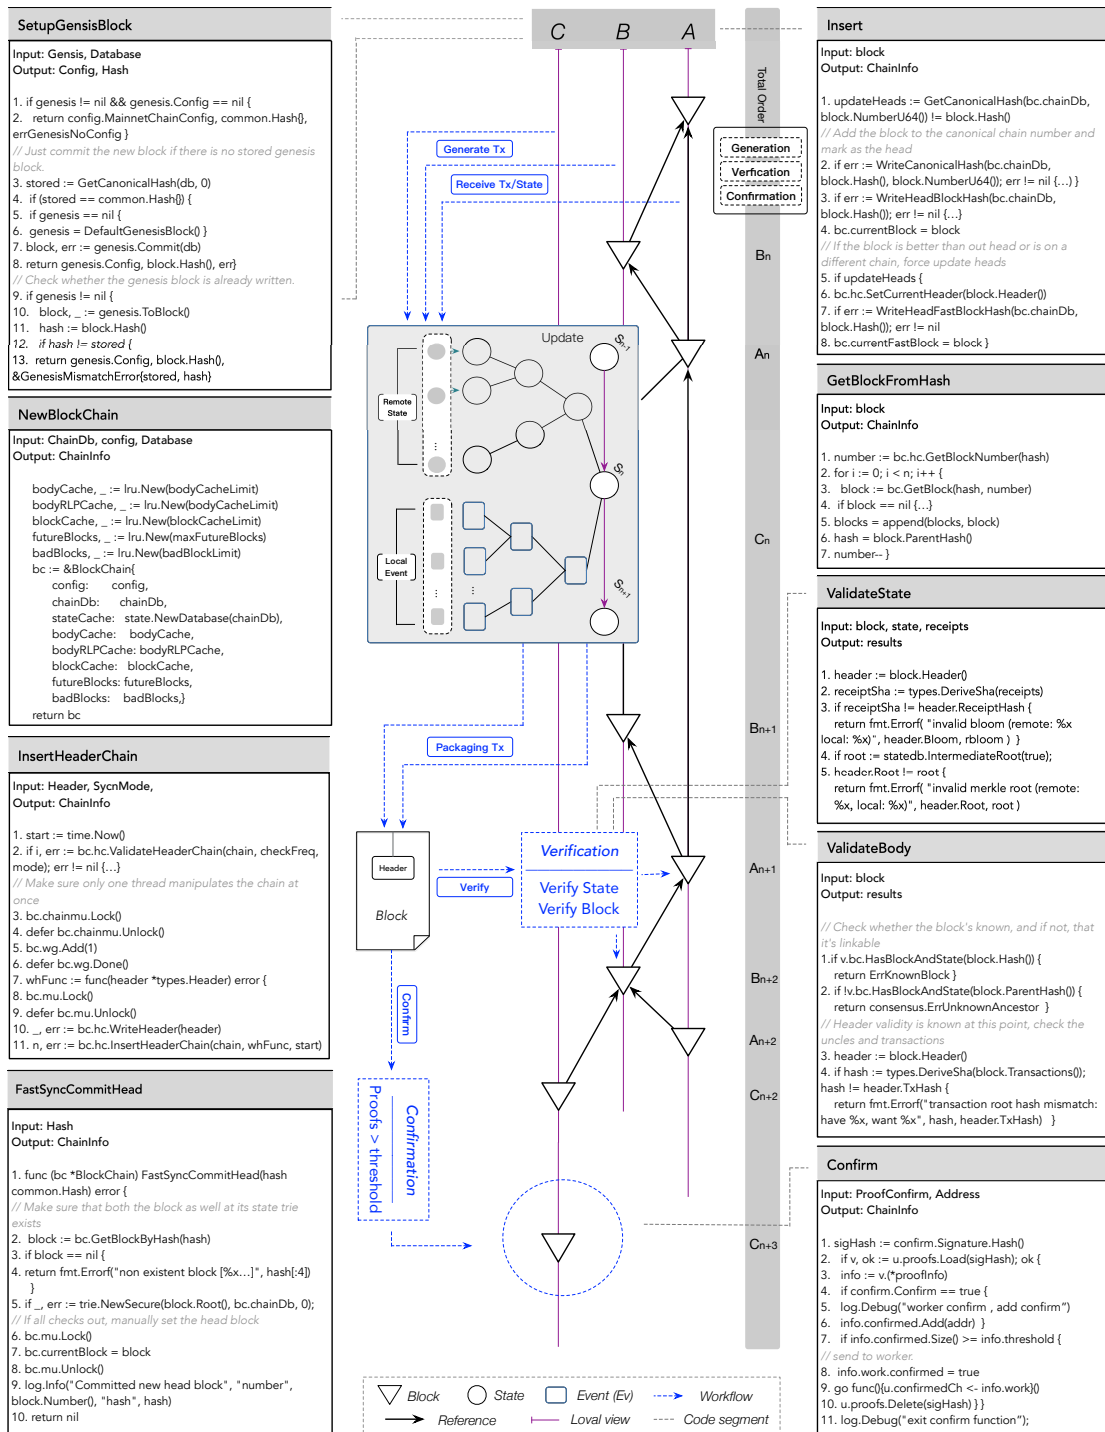 SetupGensisBlock
Input: Gensis, Database
Output: Config, Hash
1. if genesis != nil && genesis.Config == nil {
2. return config.MainnetChainConfig, common.Hash{},
errGenesisNoConfig }
// Just commit the new block if there is no stored genesis
block.
3. stored := GetCanonicalHash(db, 0)
4. if (stored == common.Hash{}) {
5. if genesis == nil {
6. genesis = DefaultGenesisBlock() }
7. block, err := genesis.Commit(db)
8. return genesis.Config, block.Hash(), err}
// Check whether the genesis block is already written.
9. if genesis != nil {
10. block, _ := genesis.ToBlock()
11. hash := block.Hash()
12. if hash != stored {
13. return genesis.Config, block.Hash(),
&GenesisMismatchError{stored, hash}
NewBlockChain
Input: ChainDb, config, Database
Output: ChainInfo
bodyCache, _ := lru.New(bodyCacheLimit)
bodyRLPCache, _ := lru.New(bodyCacheLimit)
blockCache, _ := lru.New(blockCacheLimit)
futureBlocks, _ := lru.New(maxFutureBlocks)
badBlocks, _ := lru.New(badBlockLimit)
bc := &BlockChain{
config: config,
chainDb: chainDb,
stateCache: state.NewDatabase(chainDb),
bodyCache: bodyCache,
bodyRLPCache: bodyRLPCache,
blockCache: blockCache,
futureBlocks: futureBlocks,
badBlocks: badBlocks,}
return bc
InsertHeaderChain
Input: Header, SycnMode,
Output: ChainInfo
1. start := time.Now()
2. if i, err := bc.hc.ValidateHeaderChain(chain, checkFreq,
mode); err != nil {...}
// Make sure only one thread manipulates the chain at
once
3. bc.chainmu.Lock()
4. defer bc.chainmu.Unlock()
5. bc.wg.Add(1)
6. defer bc.wg.Done()
7. whFunc := func(header *types.Header) error {
8. bc.mu.Lock()
9. defer bc.mu.Unlock()
10. _, err := bc.hc.WriteHeader(header)
11. n, err := bc.hc.InsertHeaderChain(chain, whFunc, start)
FastSyncCommitHead
Input: Hash
Output: ChainInfo
1. func (bc *BlockChain) FastSyncCommitHead(hash
common.Hash) error {
// Make sure that both the block as well at its state trie
exists
2. block := bc.GetBlockByHash(hash)
3. if block == nil {
4. return fmt.Errorf("non existent block [%x...]", hash[:4])
}
5. if _, err := trie.NewSecure(block.Root(), bc.chainDb, 0);
// If all checks out, manually set the head block
6. bc.mu.Lock()
7. bc.currentBlock = block
8. bc.mu.Unlock()
9. log.Info("Committed new head block", "number",
block.Number(), "hash", hash)
10. return nil
C B A
Total Order
Generation
Verfication
Confirmation
Generate Tx
Receive Tx/State
Bn
An
Cn
Bn+1
An+1
Bn+2
An+2
Cn+2
Cn+3
Update
Sn-1
Remote
State
...
Sn
Local
Event
...
...
Sn+1
Packaging Tx
Header
Block
Verify
Verification
Verify State
Verify Block
Confirm
Confirmation
Proofs > threshold
Block State Event (Ev) Workflow
Reference Loval view Code segment
Insert
Input: block
Output: ChainInfo
1. updateHeads := GetCanonicalHash(bc.chainDb,
block.NumberU64()) != block.Hash()
// Add the block to the canonical chain number and
mark as the head
2. if err := WriteCanonicalHash(bc.chainDb,
block.Hash(), block.NumberU64()); err != nil {...} }
3. if err := WriteHeadBlockHash(bc.chainDb,
block.Hash()); err != nil {...}
4. bc.currentBlock = block
// If the block is better than out head or is on a
different chain, force update heads
5. if updateHeads {
6. bc.hc.SetCurrentHeader(block.Header())
7. if err := WriteHeadFastBlockHash(bc.chainDb,
block.Hash()); err != nil
8. bc.currentFastBlock = block }
GetBlockFromHash
Input: block
Output: ChainInfo
1. number := bc.hc.GetBlockNumber(hash)
2. for i := 0; i < n; i++ {
3. block := bc.GetBlock(hash, number)
4. if block == nil {...}
5. blocks = append(blocks, block)
6. hash = block.ParentHash()
7. number-- }
ValidateState
Input: block, state, receipts
Output: results
1. header := block.Header()
2. receiptSha := types.DeriveSha(receipts)
3. if receiptSha != header.ReceiptHash {
return fmt.Errorf( "invalid bloom (remote: %x
local: %x)", header.Bloom, rbloom ) }
4. if root := statedb.IntermediateRoot(true);
5. header.Root != root {
return fmt.Errorf( "invalid merkle root (remote:
%x, local: %x)", header.Root, root )
ValidateBody
Input: block
Output: results
// Check whether the block's known, and if not, that
it's linkable
1.if v.bc.HasBlockAndState(block.Hash()) {
return ErrKnownBlock }
2. if !v.bc.HasBlockAndState(block.ParentHash()) {
return consensus.ErrUnknownAncestor }
// Header validity is known at this point, check the
uncles and transactions
3. header := block.Header()
4. if hash := types.DeriveSha(block.Transactions());
hash != header.TxHash {
return fmt.Errorf("transaction root hash mismatch:
have %x, want %x", hash, header.TxHash) }
Confirm
Input: ProofConfirm, Address
Output: ChainInfo
1. sigHash := confirm.Signature.Hash()
2. if v, ok := u.proofs.Load(sigHash); ok {
3. info := v.(*proofInfo)
4. if confirm.Confirm == true {
5. log.Debug("worker confirm , add confirm")
6. info.confirmed.Add(addr) }
7. if info.confirmed.Size() >= info.threshold {
// send to worker.
8. info.work.confirmed = true
9. go func(){u.confirmedCh <- info.work}()
10. u.proofs.Delete(sigHash) } }
11. log.Debug("exit confirm function");